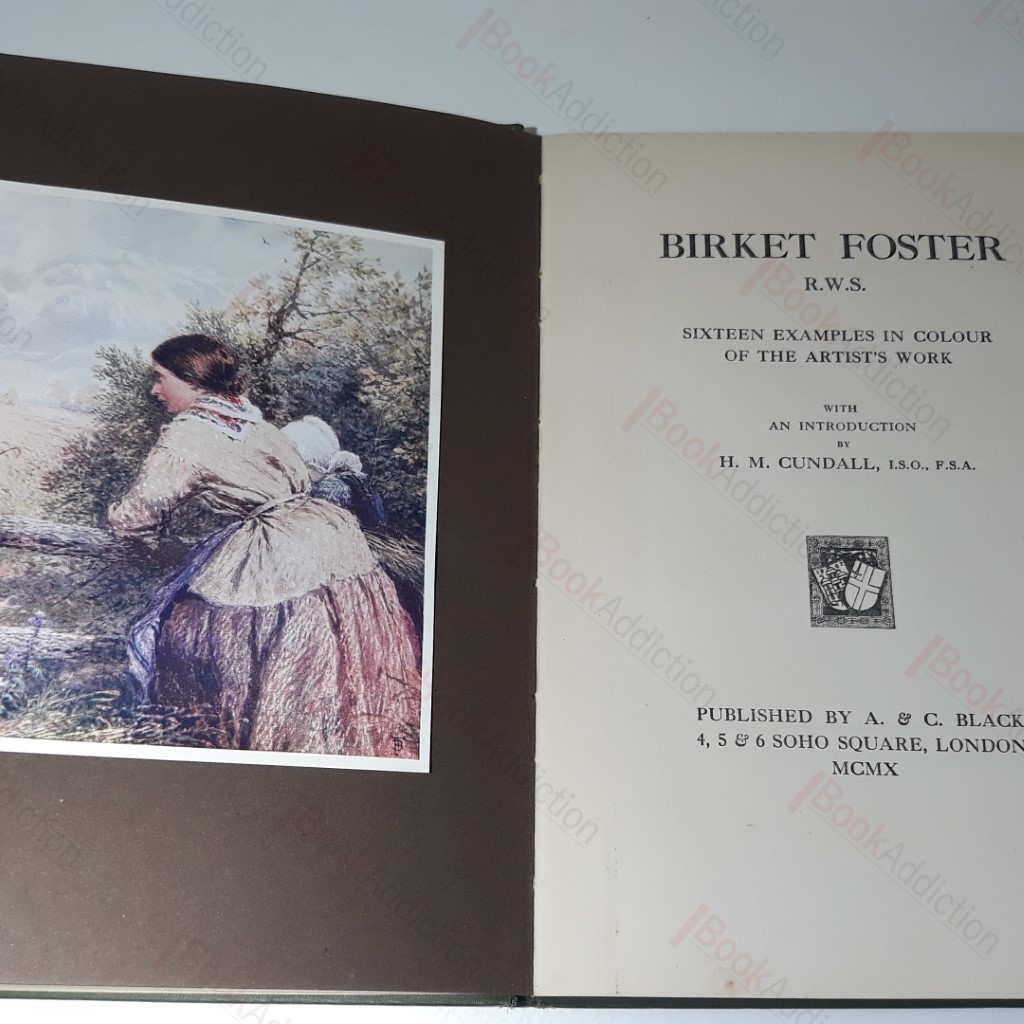 BIRKET FOSTER
R.W.S.
SIXTEEN EXAMPLES IN COLOUR
OF THE ARTIST'S WORK
WITH
AN INTRODUCTION
BY
H. M. CUNDALL, I.S.O., F.S.A.
PUBLISHED BY A. & C. BLACK
4, 5 & 6 SOHO SQUARE, LONDON
MCMX
BookAddiction